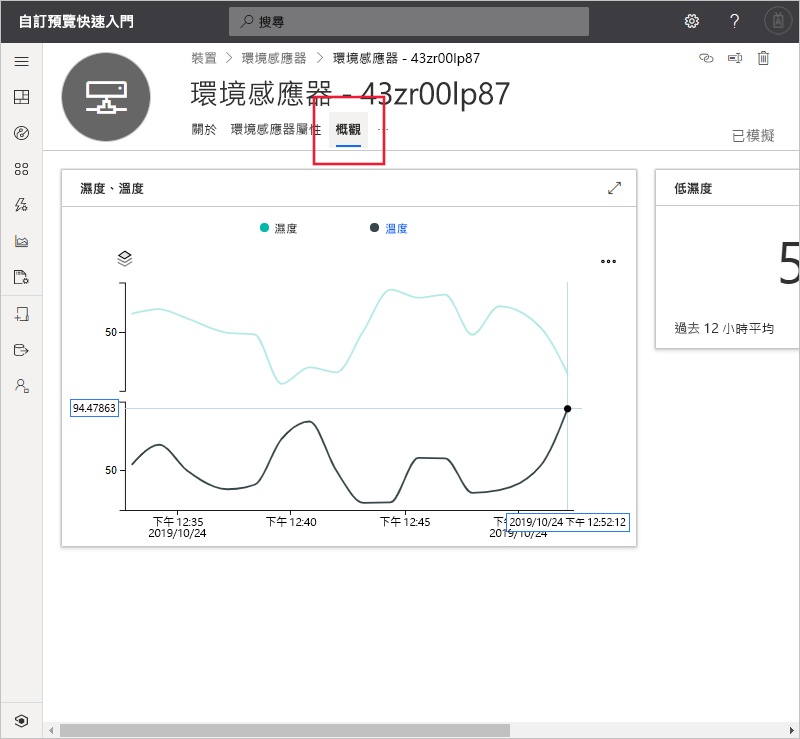 自訂預覽快速入門
搜尋
?
裝置 > 環境感應器 > 環境感應器 - 43zr00lp87
環境感應器 - 43zr00lp87
關於 環境感應器屬性 概觀 ...
已模擬
濕度、溫度
濕度 溫度
50
94.47863
50
下午 12:35 下午 12:40 下午 12:45 下午
2019/10/24 下午 12:52:12
2019/10/24 2019/10/24
低濕度
5
過去 12 小時平均